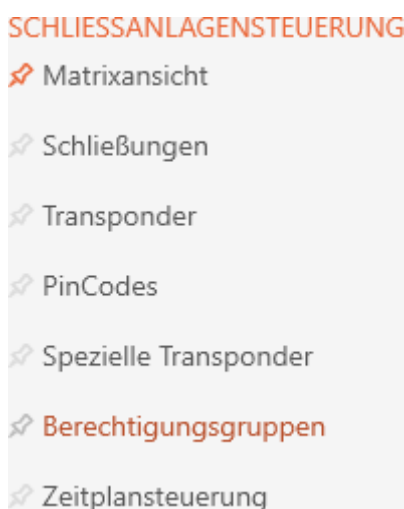 SCHLIESSANLAGENSTEUERUNG
Matrixansicht
Schließungen
Transponder
PinCodes
Spezielle Transponder
Berechtigungsgruppen
Zeitplansteuerung